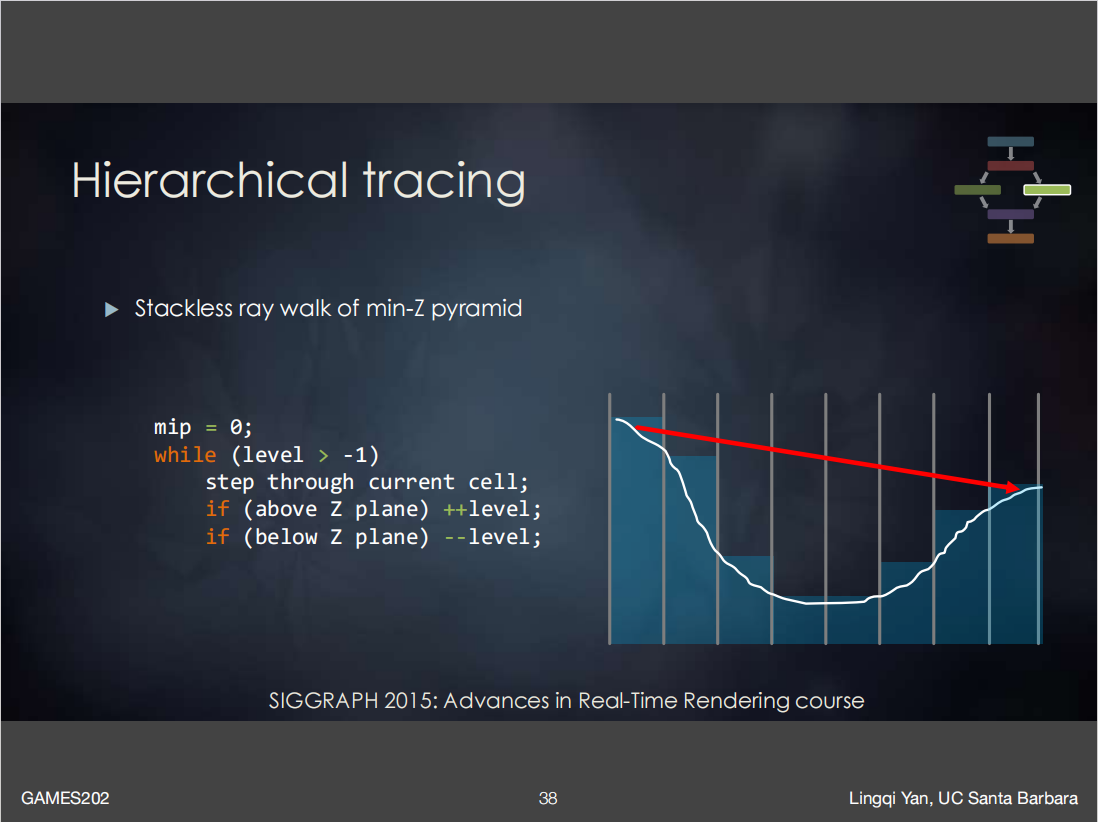 Hierarchical tracing
Stackless ray walk of min-Z pyramid
mip = 0;
while (level > -1)
step through current cell;
if (above Z plane) ++level;
if (below Z plane) --level;
SIGGRAPH 2015: Advances in Real-Time Rendering course
GAMES202
38
Lingqi Yan, UC Santa Barbara